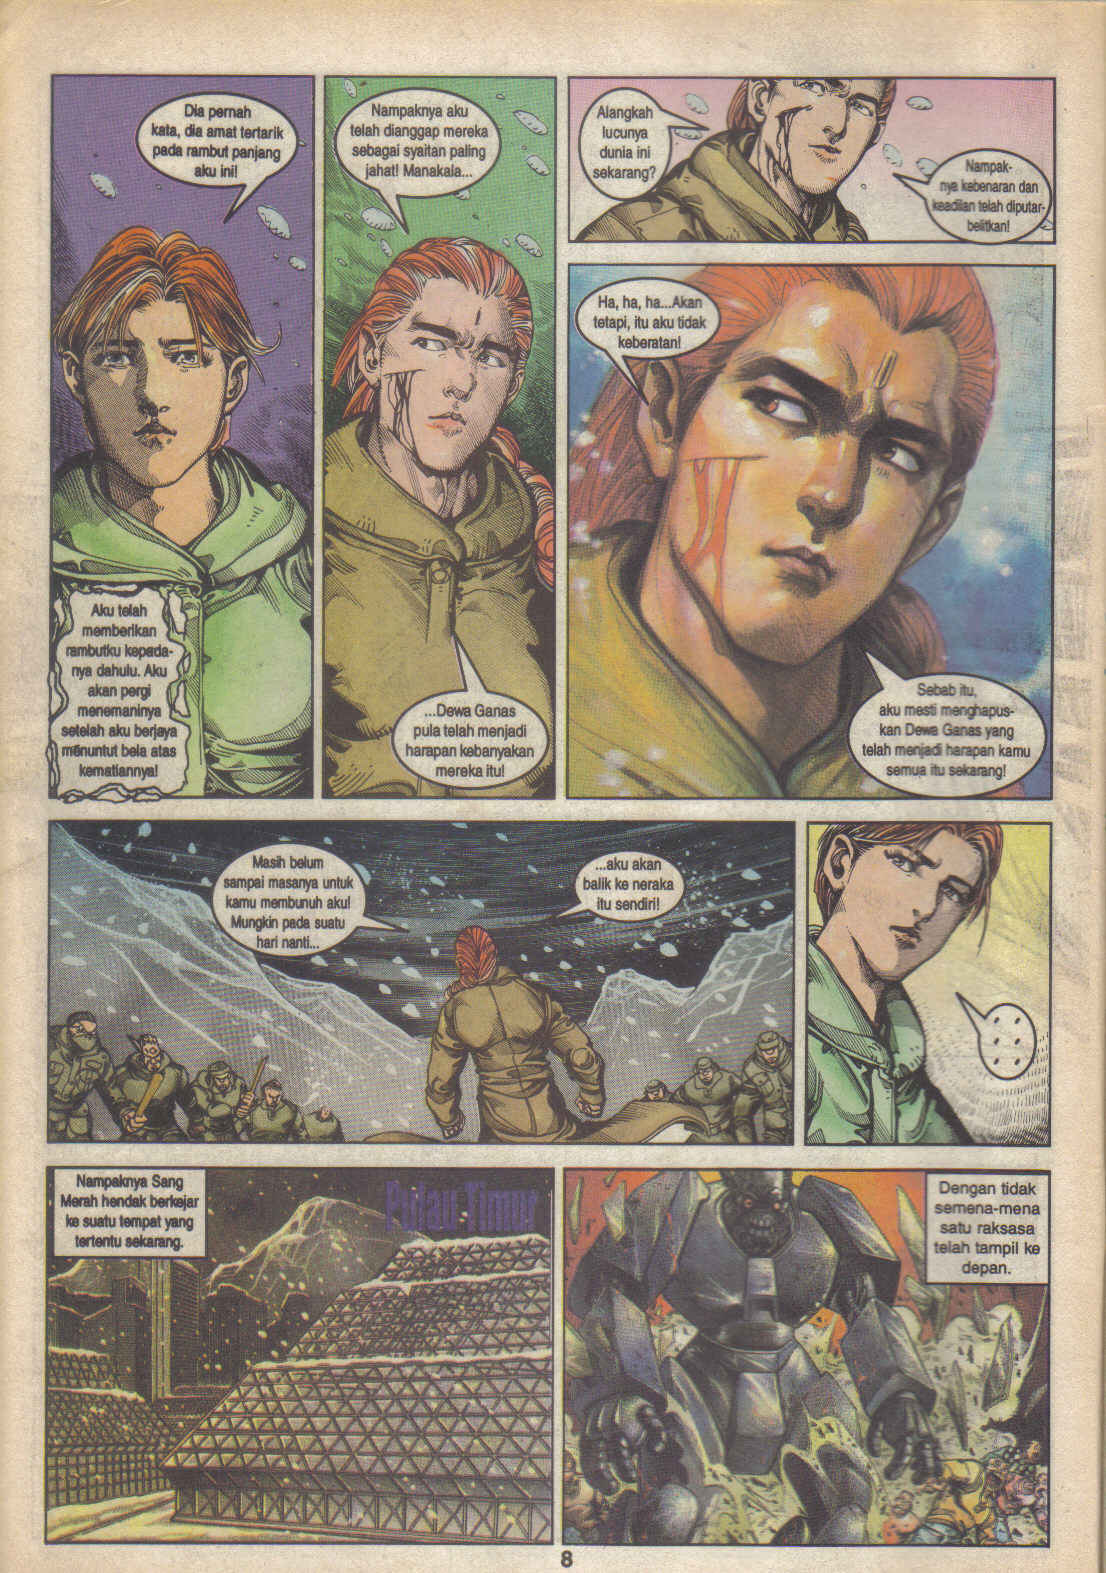 Dia pernah
kata, dia amat tertarik
pada rambut panjang
aku ini!
Aku telah
memberikan
rambutku kepada-
nya dahulu. Aku
akan pergi
menemaninya
setelah aku berjaya
menuntut bela atas
kematiannya!
Nampaknya aku
telah dianggap mereka
sebagai syaitan paling
jahat! Manakala...
...Dewa Ganas
pula telah menjadi
harapan kebanyakan
mereka itu!
Alangkah
lucunya
dunia ini
sekarang?
Nampak-
nya kebenaran dan
keadilan telah diputar-
belitkan!
Ha, ha, ha...Akan
tetapi, itu aku tidak
keberatan!
Sebab itu,
aku mesti menghapus-
kan Dewa Ganas yang
telah menjadi harapan kamu
semua itu sekarang!
Masih belum
sampai masanya untuk
kamu membunuh aku!
Mungkin pada suatu
hari nanti...
...aku akan
balik ke neraka
itu sendiri!
Nampaknya Sang
Merah hendak berkejar
ke suatu tempat yang
tertentu sekarang.
Pulau Timur
Dengan tidak
semena-mena
satu raksasa
telah tampil ke
depan.
8